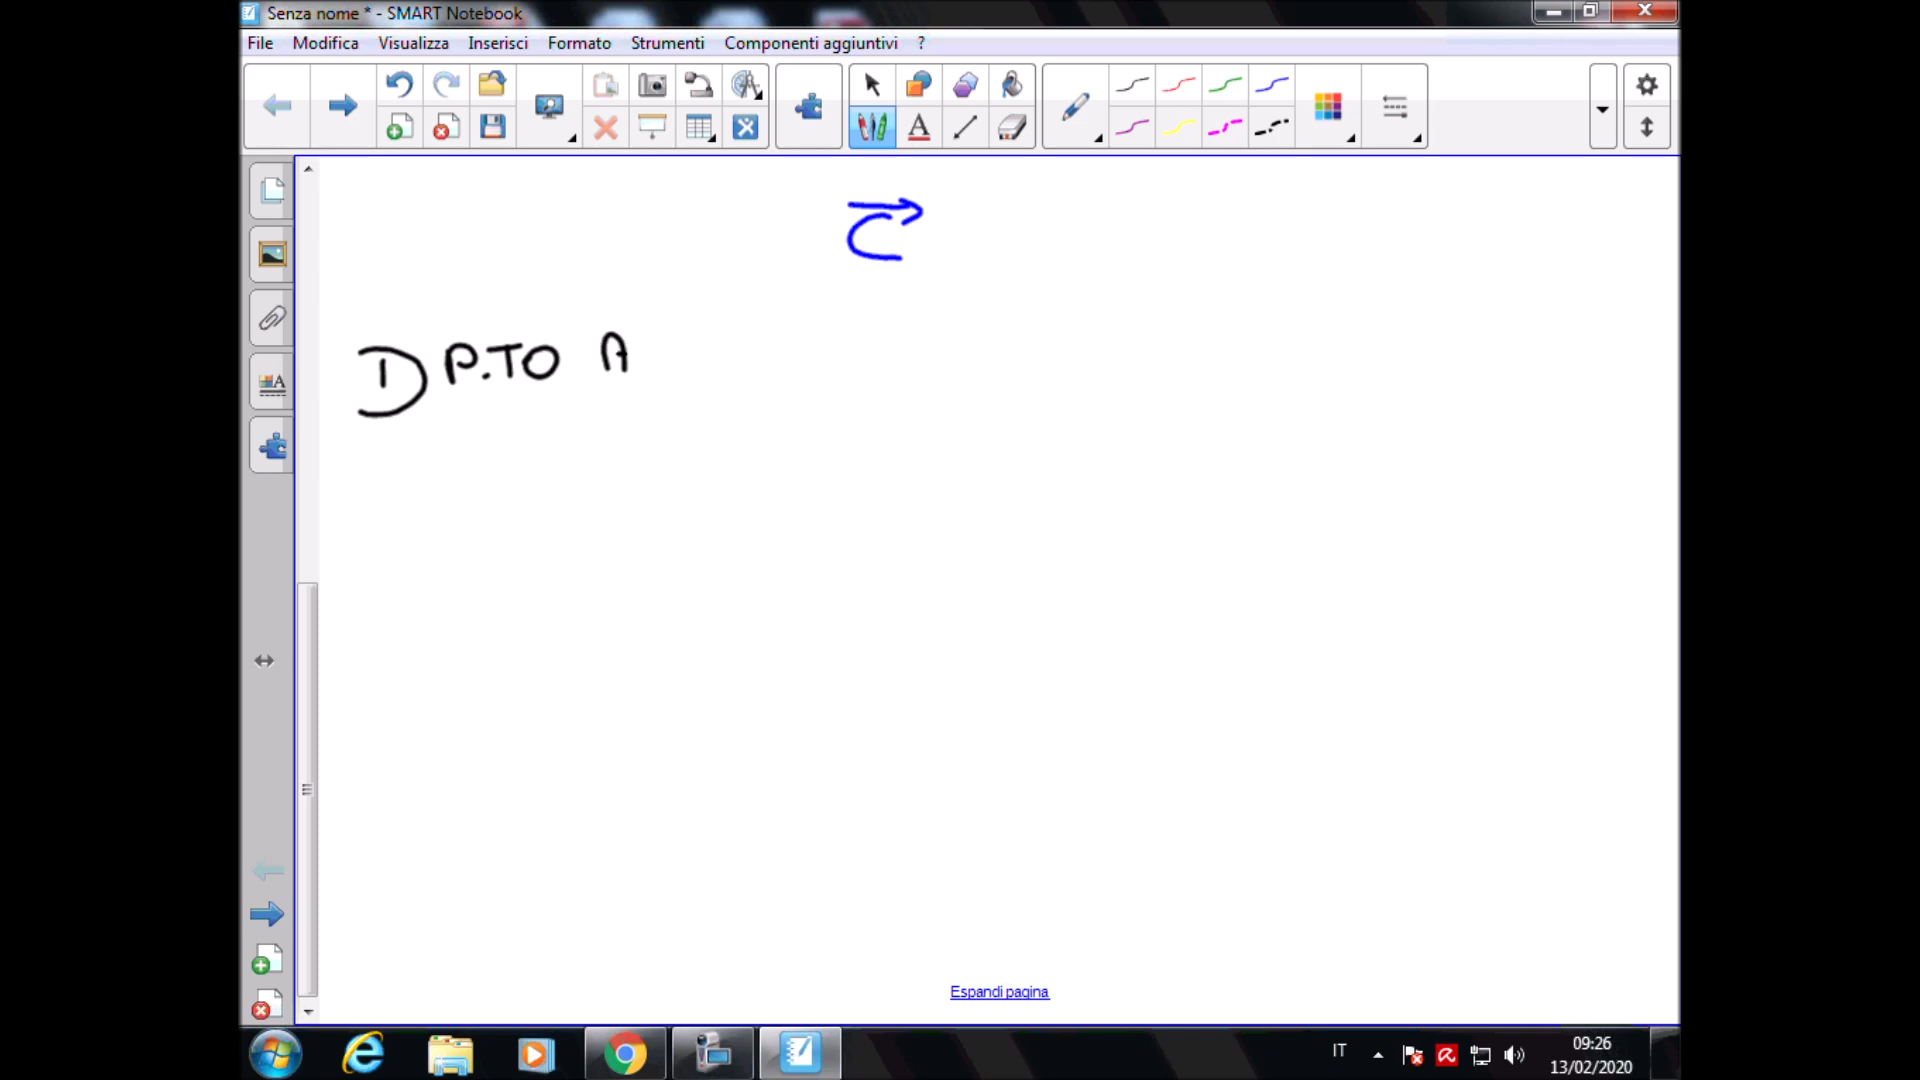 Senza nome * - SMART Notebook
File Modifica Visualizza Inserisci Formato Strumenti Componenti aggiuntivi ?
C
1) P.TO A
Espandi pagina
IT
09:26
13/02/2020